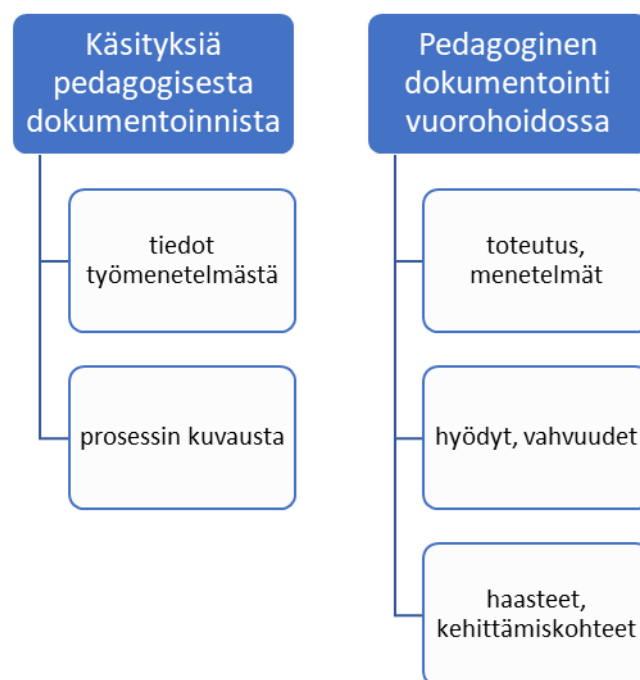 Käsityksiä
pedagogisesta
dokumentoinnista
tiedot
työmenetelmästä
prosessin kuvausta
Pedagoginen
dokumentointi
vuorohoidossa
toteutus,
menetelmät
hyödyt, vahvuudet
haasteet,
kehittämiskohteet